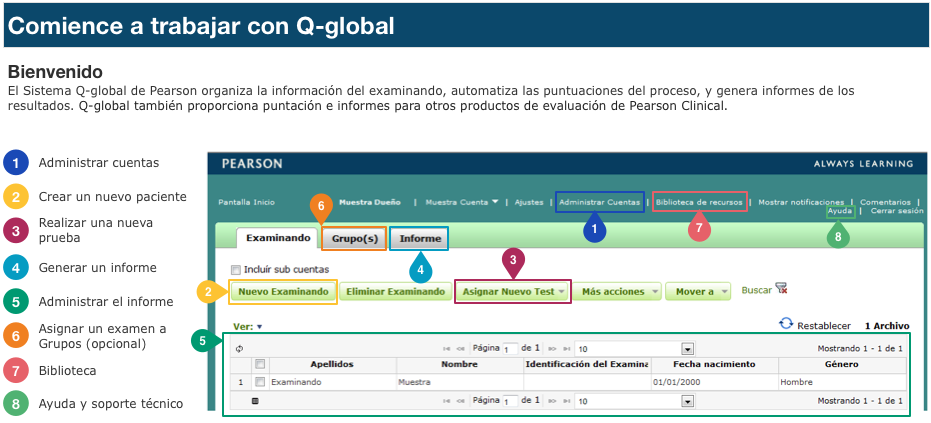 Comience a trabajar con Q-global
Bienvenido
El Sistema Q-global de Pearson organiza la información del examinando, automatiza las puntuaciones del proceso, y genera informes de los
resultados. Q-global también proporciona puntación e informes para otros productos de evaluación de Pearson Clinical.
1 Administrar cuentas
2 Crear un nuevo paciente
3 Realizar una nueva
prueba
4 Generar un informe
5 Administrar el informe
6 Asignar un examen a
Grupos (opcional)
7 Biblioteca
8 Ayuda y soporte técnico
PEARSON ALWAYS LEARNING
Pantalla Inicio 6 Muestra Dueño | Muestra Cuenta | Ajustes | Administrar Cuentas | Biblioteca de recursos | Mostrar notificaciones | Comentarios |
Ayuda | Cerrar sesión
1 7 8
Examinando Grupo(s) Informe
4 3
Incluír sub cuentas
2 Nuevo Examinando Eliminar Examinando Asignar Nuevo Test Más acciones Mover a Buscar
Ver: Restablecer 1 Archivo
5
Página 1 de 1 10 Mostrando 1 - 1 de 1
Apellidos Nombre Identificación del Examina Fecha nacimiento Género
1 Examinando Muestra 01/01/2000 Hombre
Página 1 de 1 10 Mostrando 1 - 1 de 1